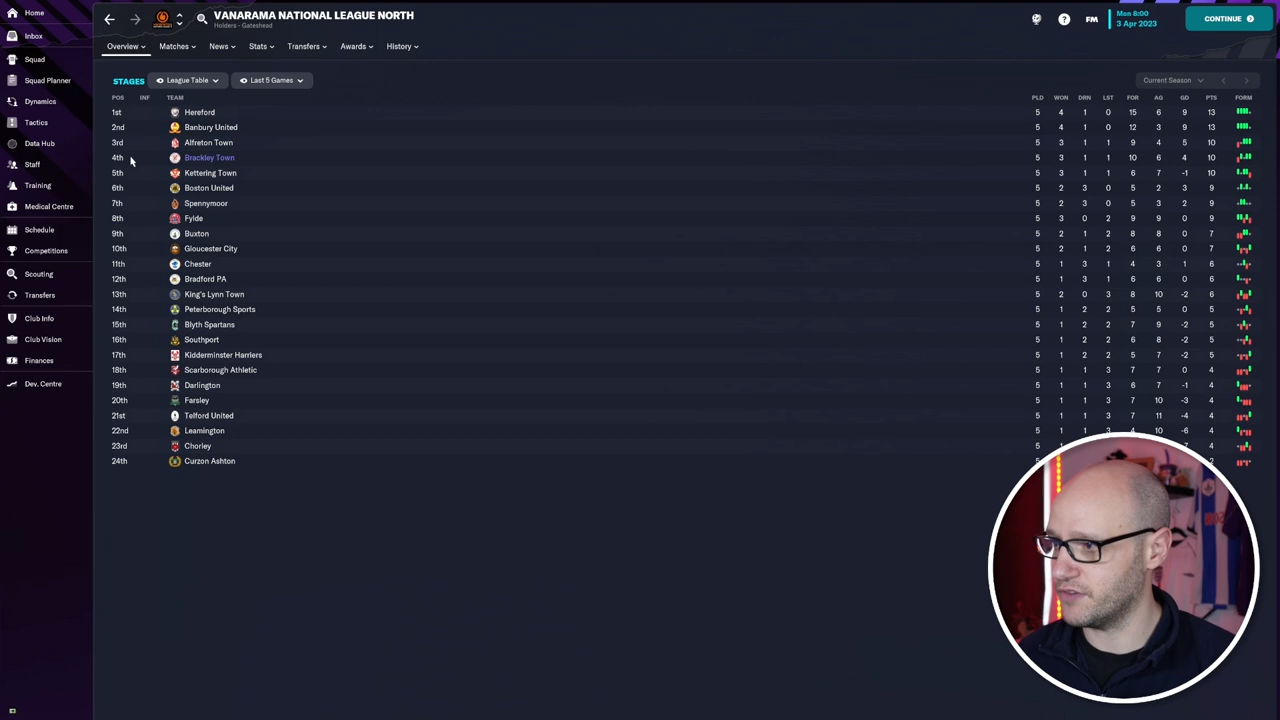 Home
Inbox
Squad
Squad Planner
Dynamics
Tactics
Data Hub
Staff
Training
Medical Centre
Schedule
Competitions
Scouting
Transfers
Club Info
Club Vision
Finances
Dev. Centre
VANARAMA NATIONAL LEAGUE NORTH
Holders - Gateshead
FM
Mon 8:00
3 Apr 2023
CONTINUE
Overview Matches News Stats Transfers Awards History
STAGES League Table Last 5 Games Current Season
POS INF TEAM PLD WON DRN LST FOR AG GD PTS FORM
1st Hereford 5 4 1 0 15 6 9 13
2nd Banbury United 5 4 1 0 12 3 9 13
3rd Alfreton Town 5 3 1 1 9 4 5 10
4th Brackley Town 5 3 1 1 10 6 4 10
5th Kettering Town 5 3 1 1 6 7 -1 10
6th Boston United 5 2 3 0 5 2 3 9
7th Spennymoor 5 2 3 0 5 3 2 9
8th Fylde 5 3 0 2 9 9 0 9
9th Buxton 5 2 1 2 8 8 0 7
10th Gloucester City 5 2 1 2 6 6 0 7
11th Chester 5 1 3 1 4 3 1 6
12th Bradford PA 5 1 3 1 6 6 0 6
13th King's Lynn Town 5 2 0 3 8 10 -2 6
14th Peterborough Sports 5 1 2 2 5 5 0 5
15th Blyth Spartans 5 1 2 2 7 9 -2 5
16th Southport 5 1 2 2 6 8 -2 5
17th Kidderminster Harriers 5 1 2 2 5 7 -2 5
18th Scarborough Athletic 5 1 1 3 7 7 0 4
19th Darlington 5 1 1 3 6 7 -1 4
20th Farsley 5 1 1 3 7 10 -3 4
21st Telford United 5 1 1 3 7 11 -4 4
22nd Leamington 5 1 1 3 4 10 -6 4
23rd Chorley 5 1 4
24th Curzon Ashton 5 2